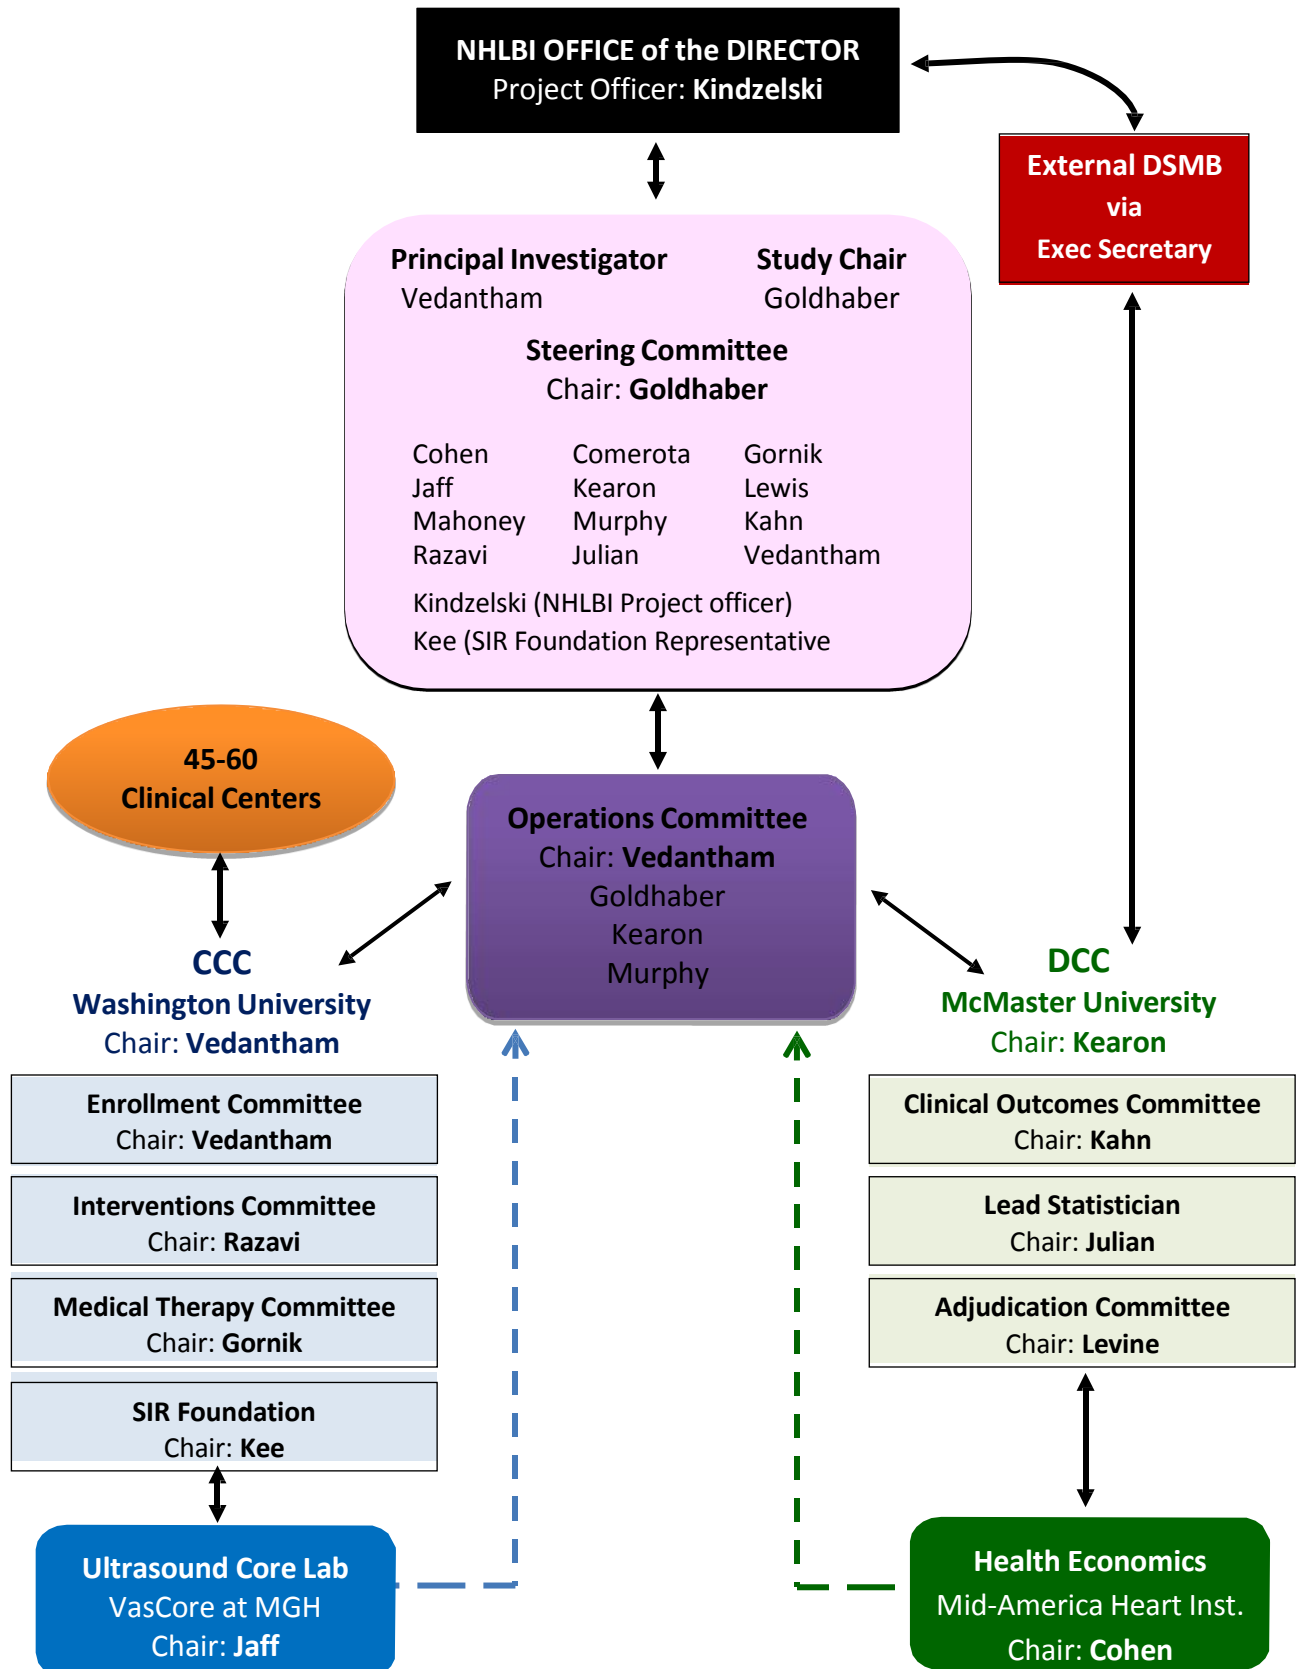 NHLBI OFFICE of the DIRECTOR
Project Officer: Kindzelski
External DSMB
via
Exec Secretary
Principal Investigator
Vedantham
Study Chair
Goldhaber
Steering Committee
Chair: Goldhaber
Cohen Comerota Gornik
Jaff Kearon Lewis
Mahoney Murphy Kahn
Razavi Julian Vedantham
Kindzelski (NHLBI Project officer)
Kee (SIR Foundation Representative
45-60
Clinical Centers
Operations Committee
Chair: Vedantham
Goldhaber
Kearon
Murphy
CCC
Washington University
Chair: Vedantham
Enrollment Committee
Chair: Vedantham
Interventions Committee
Chair: Razavi
Medical Therapy Committee
Chair: Gornik
SIR Foundation
Chair: Kee
Ultrasound Core Lab
VasCore at MGH
Chair: Jaff
DCC
McMaster University
Chair: Kearon
Clinical Outcomes Committee
Chair: Kahn
Lead Statistician
Chair: Julian
Adjudication Committee
Chair: Levine
Health Economics
Mid-America Heart Inst.
Chair: Cohen